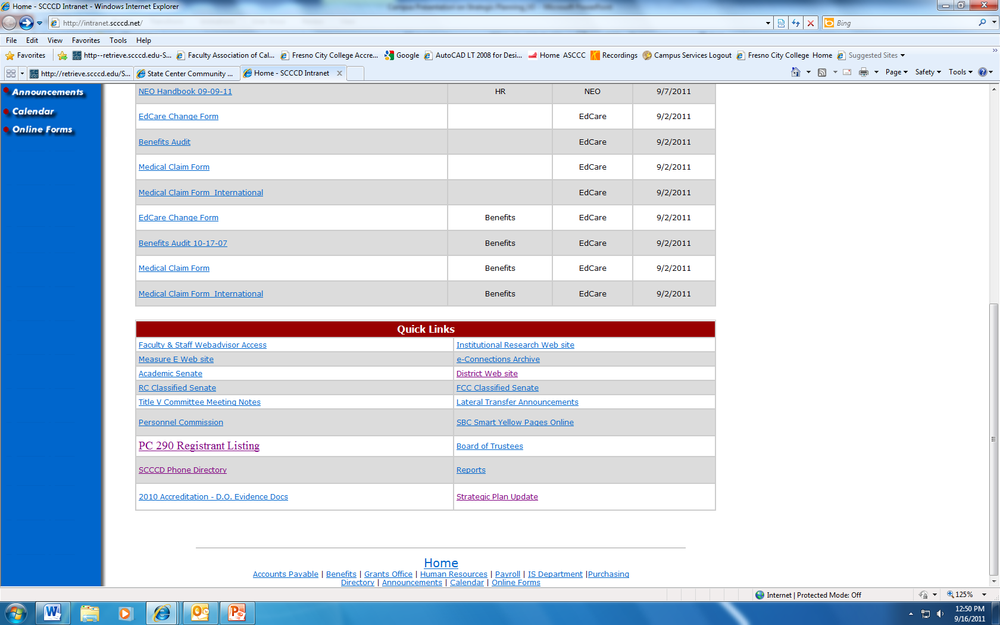 Home - SCCCD Intranet - Windows Internet Explorer
http://intranet.scccd.net/
Bing
File Edit View Favorites Tools Help
Favorites http--retrieve.scccd.edu-S... Faculty Association of Cal... Fresno City College Accre... Google AutoCAD LT 2008 for Desi... Home ASCCC Recordings Campus Services Logout Fresno City College Home Suggested Sites
http://retrieve.scccd.edu/S... State Center Community ... Home - SCCCD Intranet Page Safety Tools
Announcements
Calendar
Online Forms
NEO Handbook 09-09-11 HR NEO 9/7/2011
EdCare Change Form EdCare 9/2/2011
Benefits Audit EdCare 9/2/2011
Medical Claim Form EdCare 9/2/2011
Medical Claim Form International EdCare 9/2/2011
EdCare Change Form Benefits EdCare 9/2/2011
Benefits Audit 10-17-07 Benefits EdCare 9/2/2011
Medical Claim Form Benefits EdCare 9/2/2011
Medical Claim Form International Benefits EdCare 9/2/2011
Quick Links
Faculty & Staff Webadvisor Access Institutional Research Web site
Measure E Web site e-Connections Archive
Academic Senate District Web site
RC Classified Senate FCC Classified Senate
Title V Committee Meeting Notes Lateral Transfer Announcements
Personnel Commission SBC Smart Yellow Pages Online
PC 290 Registrant Listing Board of Trustees
SCCCD Phone Directory Reports
2010 Accreditation - D.O. Evidence Docs Strategic Plan Update
Home
Accounts Payable | Benefits | Grants Office | Human Resources | Payroll | IS Department |Purchasing
Directory | Announcements | Calendar | Online Forms
Internet | Protected Mode: Off 125%
12:50 PM
9/16/2011